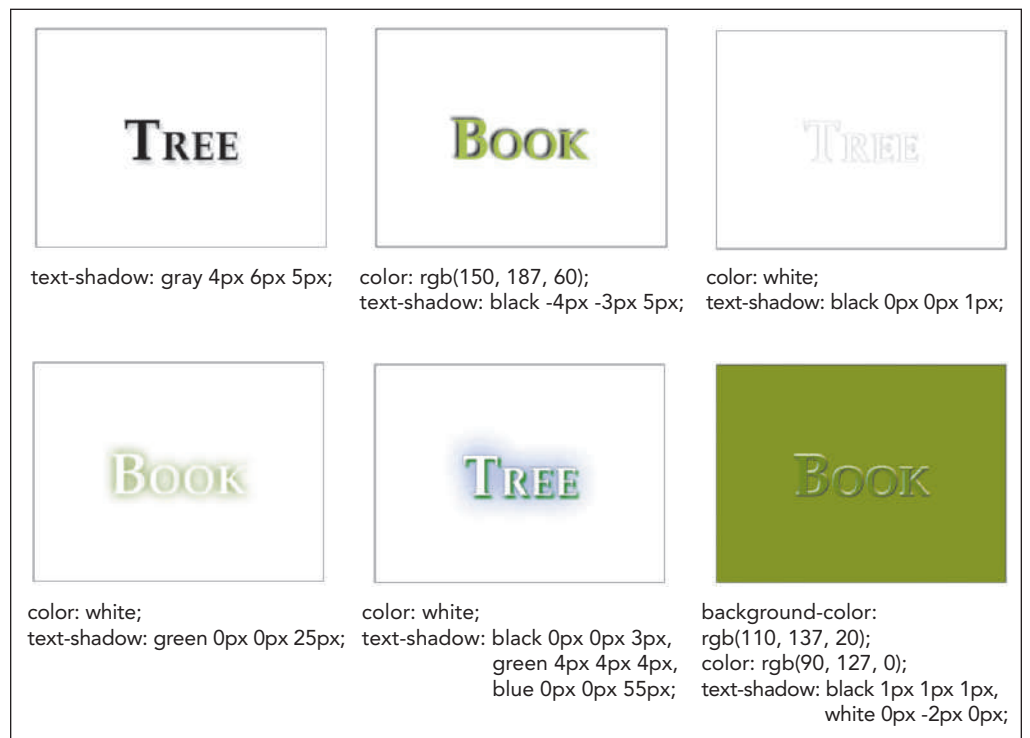 TREE
text-shadow: gray 4px 6px 5px;
BOOK
color: rgb(150, 187, 60);
text-shadow: black -4px -3px 5px;
TREE
color: white;
text-shadow: black 0px 0px 1px;
BOOK
color: white;
text-shadow: green 0px 0px 25px;
TREE
color: white;
text-shadow: black 0px 0px 3px,
green 4px 4px 4px,
blue 0px 0px 55px;
BOOK
background-color:
rgb(110, 137, 20);
color: rgb(90, 127, 0);
text-shadow: black 1px 1px 1px,
white 0px -2px 0px;